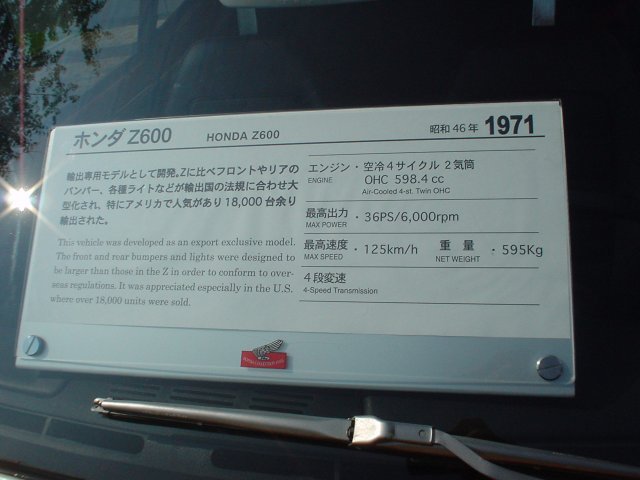 ホンダ Z600 HONDA Z600 昭和 46年 1971
輸出専用モデルとして開発。Zに比べフロントやリアの
バンパー、各種ライトなどが輸出国の法規に合わせ大
型化され、特にアメリカで人気があり 18,000 台余り
輸出された。
This vehicle was developed as an export exclusive model.
The front and rear bumpers and lights were designed to
be larger than those in the Z in order to conform to over-
seas regulations. It was appreciated especially in the U.S.
where over 18,000 units were sold.
エンジン・空冷4サイクル 2気筒
ENGINE OHC 598.4 cc
Air-Cooled 4-st. Twin OHC
最高出力・36PS/6,000rpm
MAX POWER
最高速度・125km/h 重量・595Kg
MAX SPEED NET WEIGHT
4段変速
4-Speed Transmission